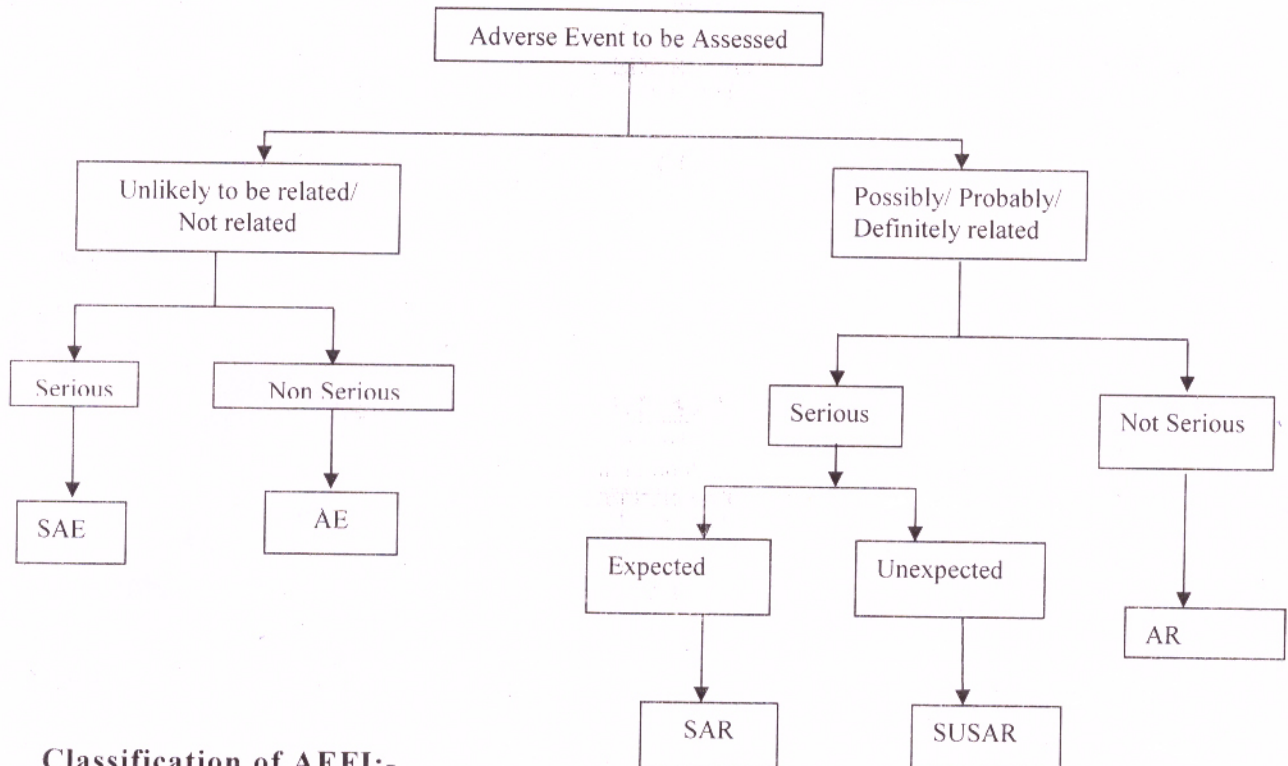 Adverse Event to be Assessed
Unlikely to be related/
Not related
Possibly/ Probably/
Definitely related
Serious
Non Serious
Serious
Not Serious
SAE
AE
Expected
Unexpected
AR
SAR
SUSAR
Classification of AEFI:-